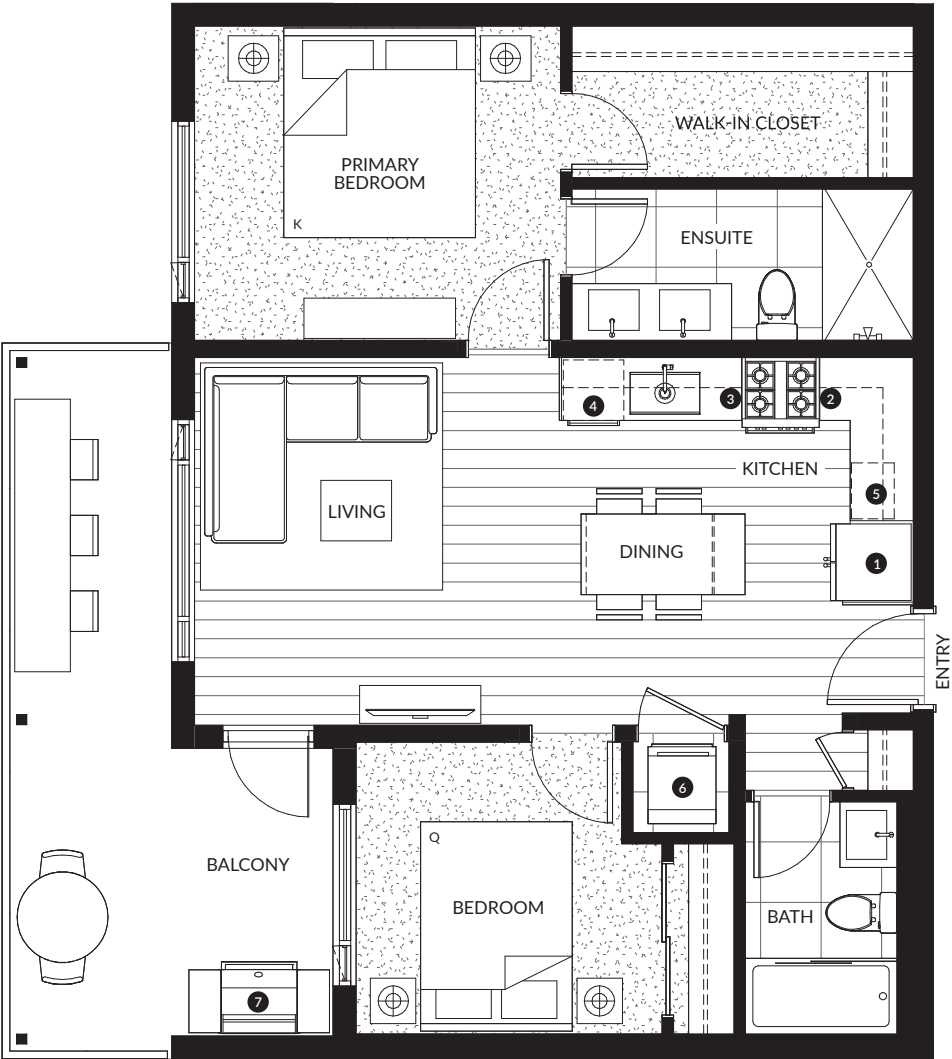 WALK-IN CLOSET
PRIMARY
BEDROOM
K
ENSUITE
3
2
4
KITCHEN
5
LIVING
DINING
1
ENTRY
6
Q
BALCONY
BEDROOM
BATH
7